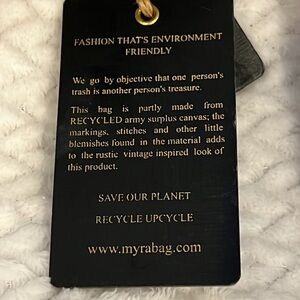 FASHION THAT'S ENVIRONMENT
FRIENDLY
We go by objective that one person's
trash is another person's treasure.
This bag is partly made from
RECYCLED army surplus canvas; the
markings, stitches and other little
blemishes found in the material adds
to the rustic vintage inspired look of
this product.
SAVE OUR PLANET
RECYCLE UPCYCLE
www.myrabag.com